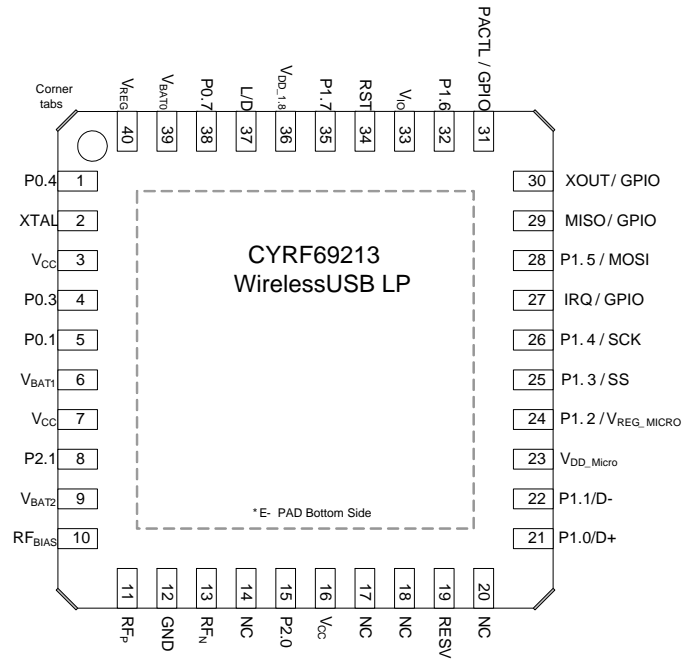 Corner
tabs
VREG
VBAT0
P0.7
L/D
VDD_1.8
P1.7
RST
VIO
P1.6
PACTL / GPIO
40
39
38
37
36
35
34
33
32
31
P0.4 1
XTAL 2
VCC 3
P0.3 4
P0.1 5
VBAT1 6
VCC 7
P2.1 8
VBAT2 9
RFBIAS 10
CYRF69213
WirelessUSB LP
* E- PAD Bottom Side
30 XOUT / GPIO
29 MISO / GPIO
28 P1.5 / MOSI
27 IRQ / GPIO
26 P1.4 / SCK
25 P1.3 / SS
24 P1.2 / VREG_MICRO
23 VDD_Micro
22 P1.1/D-
21 P1.0/D+
11
12
13
14
15
16
17
18
19
20
RFP
GND
RFN
NC
P2.0
VCC
NC
NC
RESV
NC